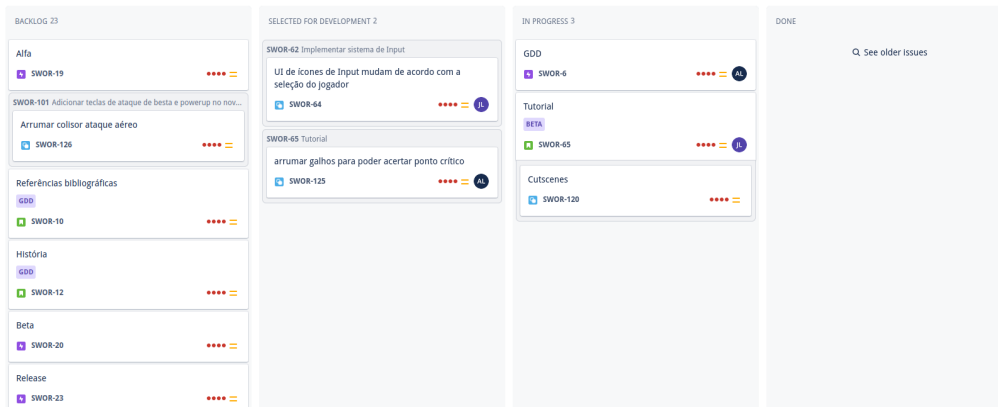 BACKLOG 23
Alfa
SWOR-19
SWOR-101 Adicionar teclas de ataque de besta e powerup no nov...
Arrumar colisor ataque aéreo
SWOR-126
Referências bibliográficas
GDD
SWOR-10
História
GDD
SWOR-12
Beta
SWOR-20
Release
SWOR-23
SELECTED FOR DEVELOPMENT 2
SWOR-62 Implementar sistema de Input
UI de ícones de Input mudam de acordo com a
seleção do jogador
SWOR-64
JL
SWOR-65 Tutorial
arrumar galhos para poder acertar ponto crítico
SWOR-125
AL
IN PROGRESS 3
GDD
SWOR-6
AL
Tutorial
BETA
SWOR-65
JL
Cutscenes
SWOR-120
DONE
See older issues